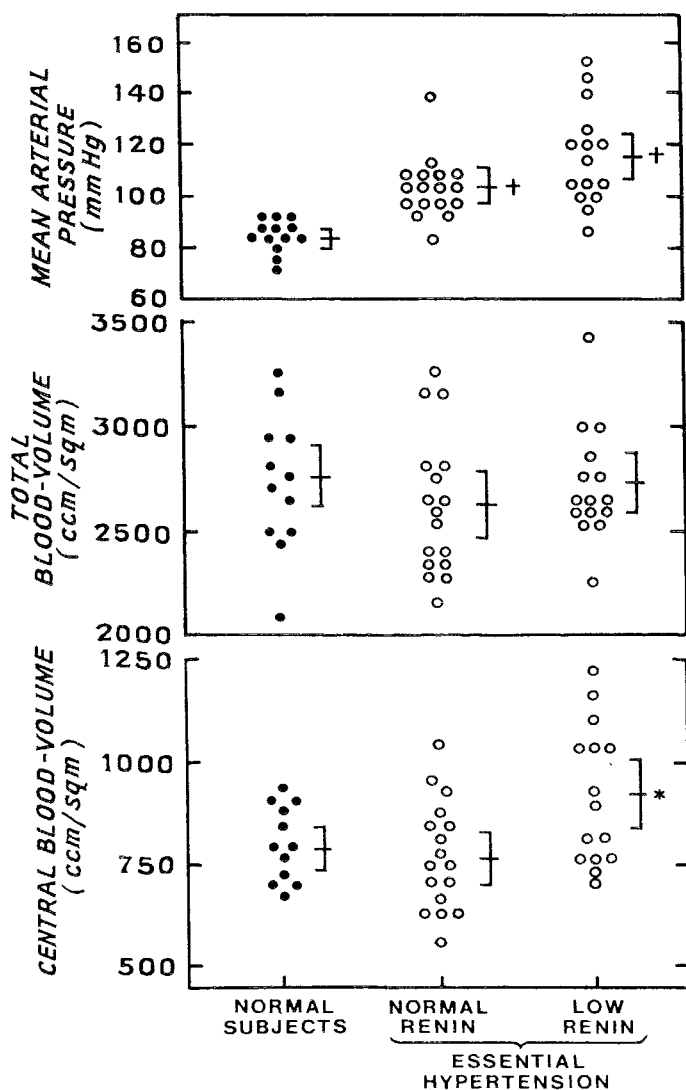 MEAN ARTERIAL
PRESSURE
(mm Hg)
160
140
120
100
80
60
†
†
TOTAL
BLOOD-VOLUME
(ccm/sqm)
3500
3000
2500
2000
CENTRAL BLOOD-VOLUME
(ccm/sqm)
1250
1000
750
500
*
NORMAL
SUBJECTS
NORMAL
RENIN
LOW
RENIN
ESSENTIAL
HYPERTENSION